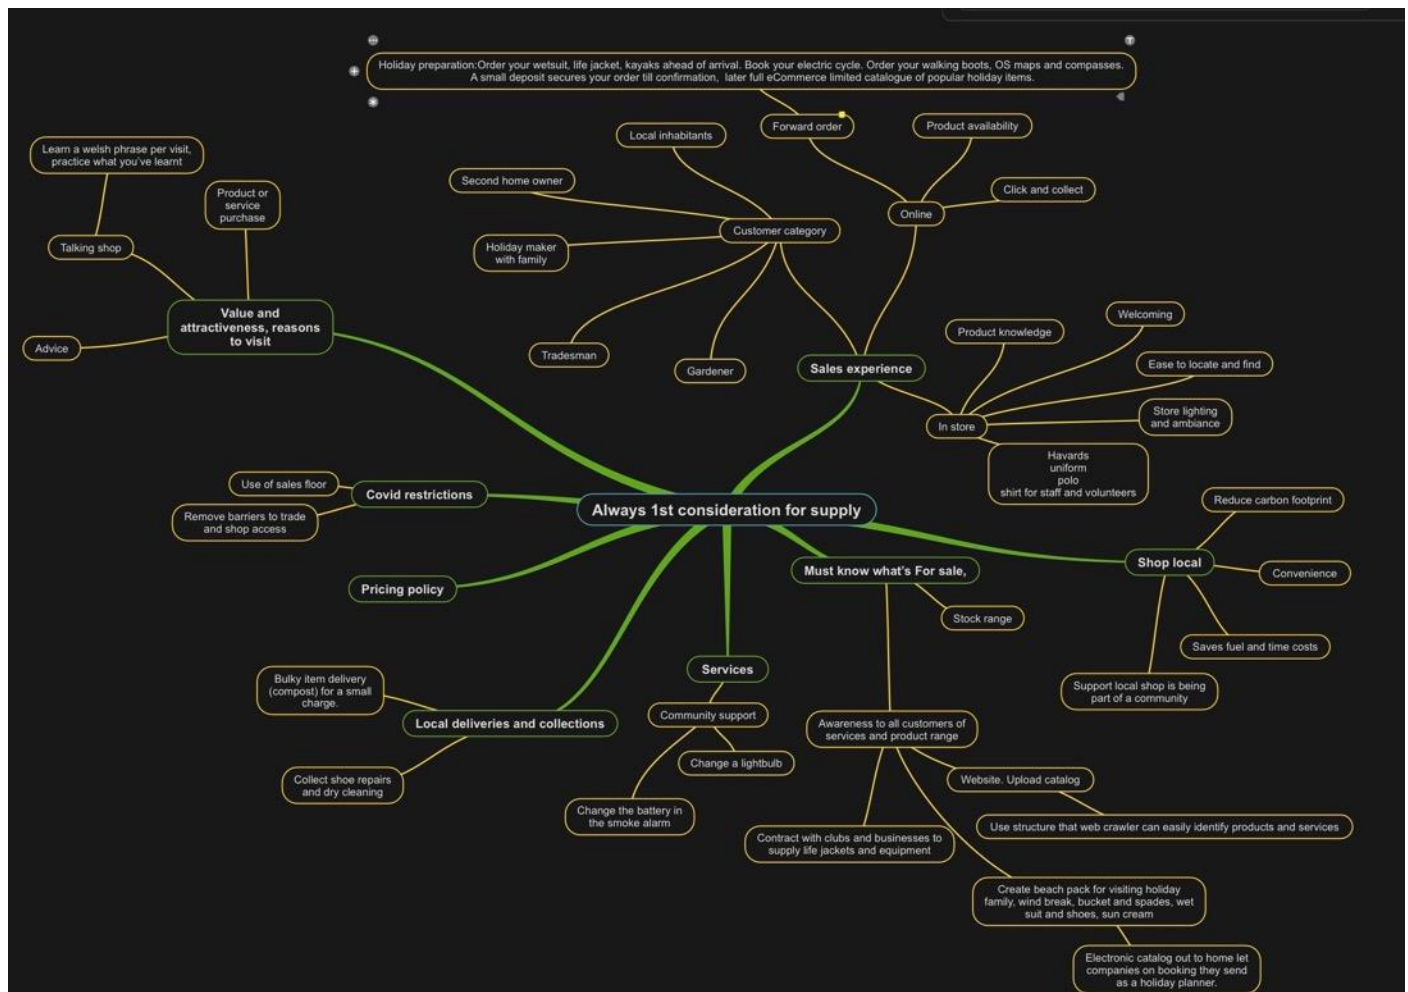 Holiday preparation:Order your wetsuit, life jacket, kayaks ahead of arrival. Book your electric cycle. Order your walking boots, OS maps and compasses.
A small deposit secures your order till confirmation, later full eCommerce limited catalogue of popular holiday items.
Forward order
Product availability
Local inhabitants
Learn a welsh phrase per visit,
practice what you've learnt
Second home owner
Click and collect
Product or
service
purchase
Online
Customer category
Talking shop
Holiday maker
with family
Value and
attractiveness, reasons
to visit
Welcoming
Product knowledge
Advice
Tradesman
Gardener
Sales experience
Ease to locate and find
Store lighting
and ambiance
In store
Havards
uniform
polo
shirt for staff and volunteers
Use of sales floor
Covid restrictions
Remove barriers to trade
and shop access
Always 1st consideration for supply
Reduce carbon footprint
Shop local
Convenience
Must know what's For sale,
Pricing policy
Stock range
Saves fuel and time costs
Support local shop is being
part of a community
Services
Bulky item delivery
(compost) for a small
charge.
Local deliveries and collections
Community support
Awareness to all customers of
services and product range
Change a lightbulb
Collect shoe repairs
and dry cleaning
Website. Upload catalog
Change the battery in
the smoke alarm
Use structure that web crawler can easily identify products and services
Contract with clubs and businesses to
supply life jackets and equipment
Create beach pack for visiting holiday
family, wind break, bucket and spades, wet
suit and shoes, sun cream
Electronic catalog out to home let
companies on booking they send
as a holiday planner.